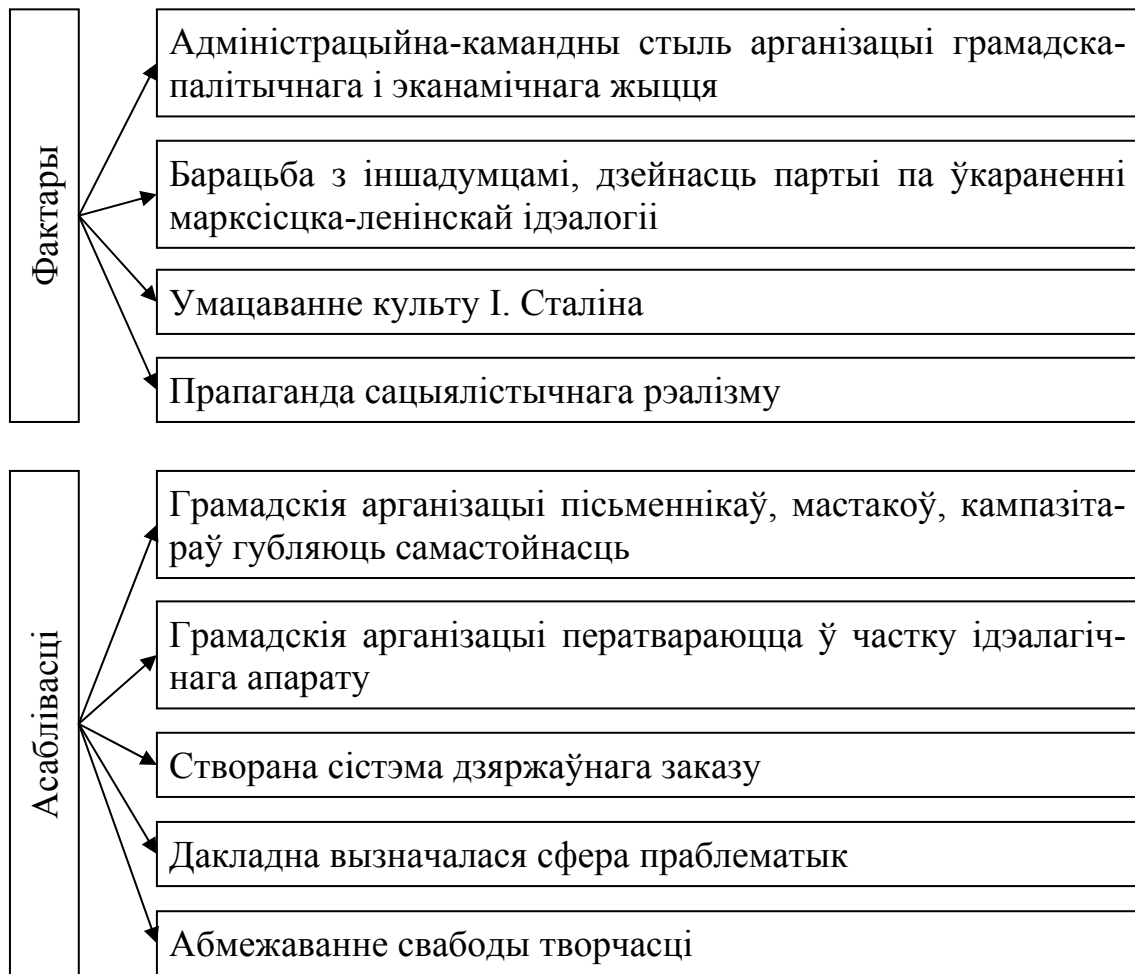 Фактары
Адміністрацыйна-камандны стыль арганізацыі грамадска-
палітычнага і эканамічнага жыцця
Барацьба з іншадумцамі, дзейнасць партыі па ўкараненні
марксісцка-ленінскай ідэалогіі
Умацаванне культу І. Сталіна
Прапаганда сацыялістычнага рэалізму
Асаблівасці
Грамадскія арганізацыі пісьменнікаў, мастакоў, кампазіта-
раў губляюць самастойнасць
Грамадскія арганізацыі ператвараюцца ў частку ідэалагіч-
нага апарату
Створана сістэма дзяржаўнага заказу
Дакладна вызначалася сфера праблематык
Абмежаванне свабоды творчасці